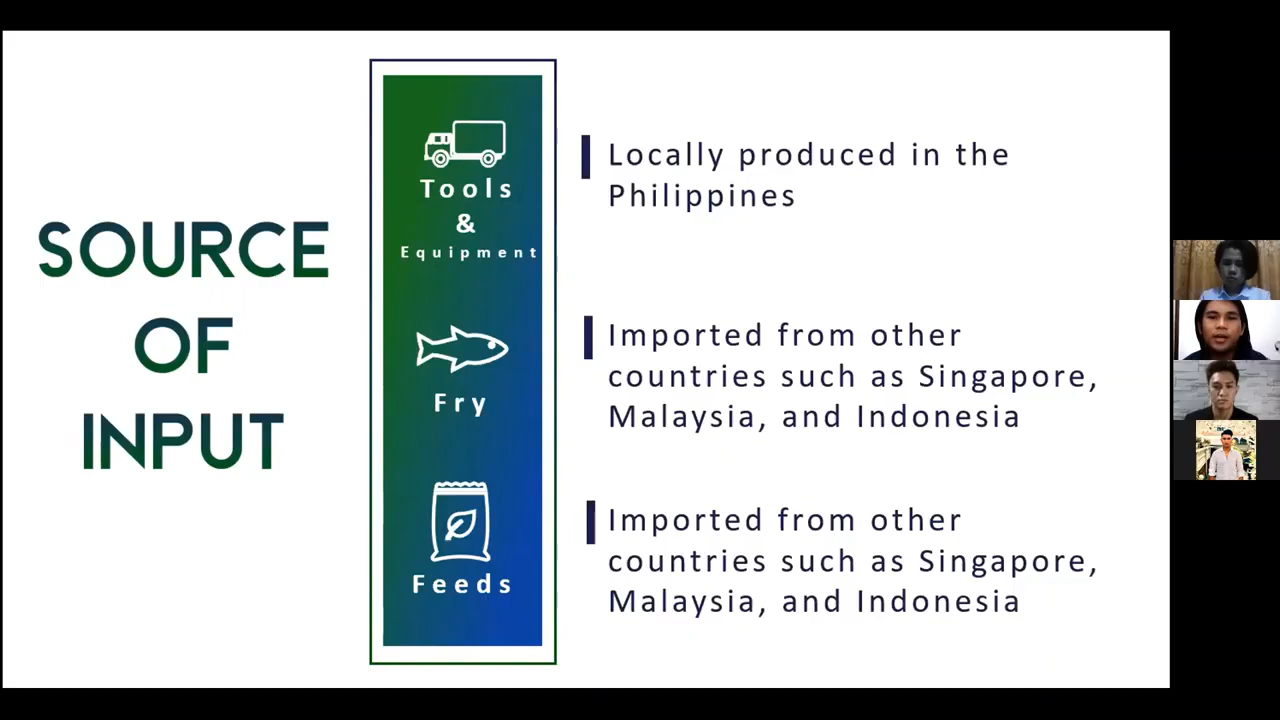 SOURCE
OF
INPUT
Tools
&
Equipment
Locally produced in the
Philippines
Fry
Imported from other
countries such as Singapore,
Malaysia, and Indonesia
Feeds
Imported from other
countries such as Singapore,
Malaysia, and Indonesia